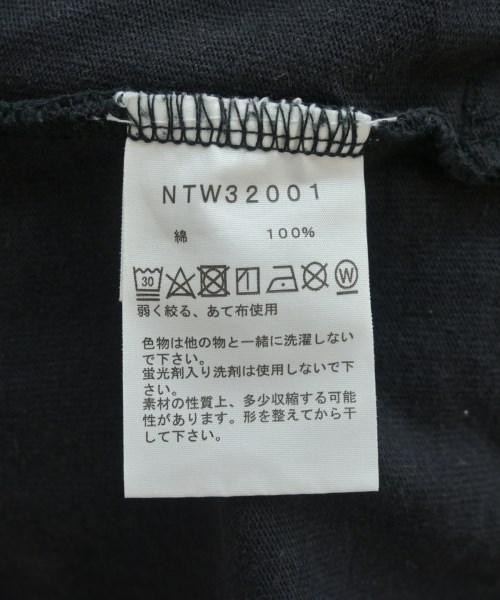 NTW32001
綿 100%
30 W
弱く絞る、あて布使用
色物は他の物と一緒に洗濯しない
で下さい。
蛍光剤入り洗剤は使用しないで下
さい。
素材の性質上、多少収縮する可能
性があります。形を整えてから干
して下さい。